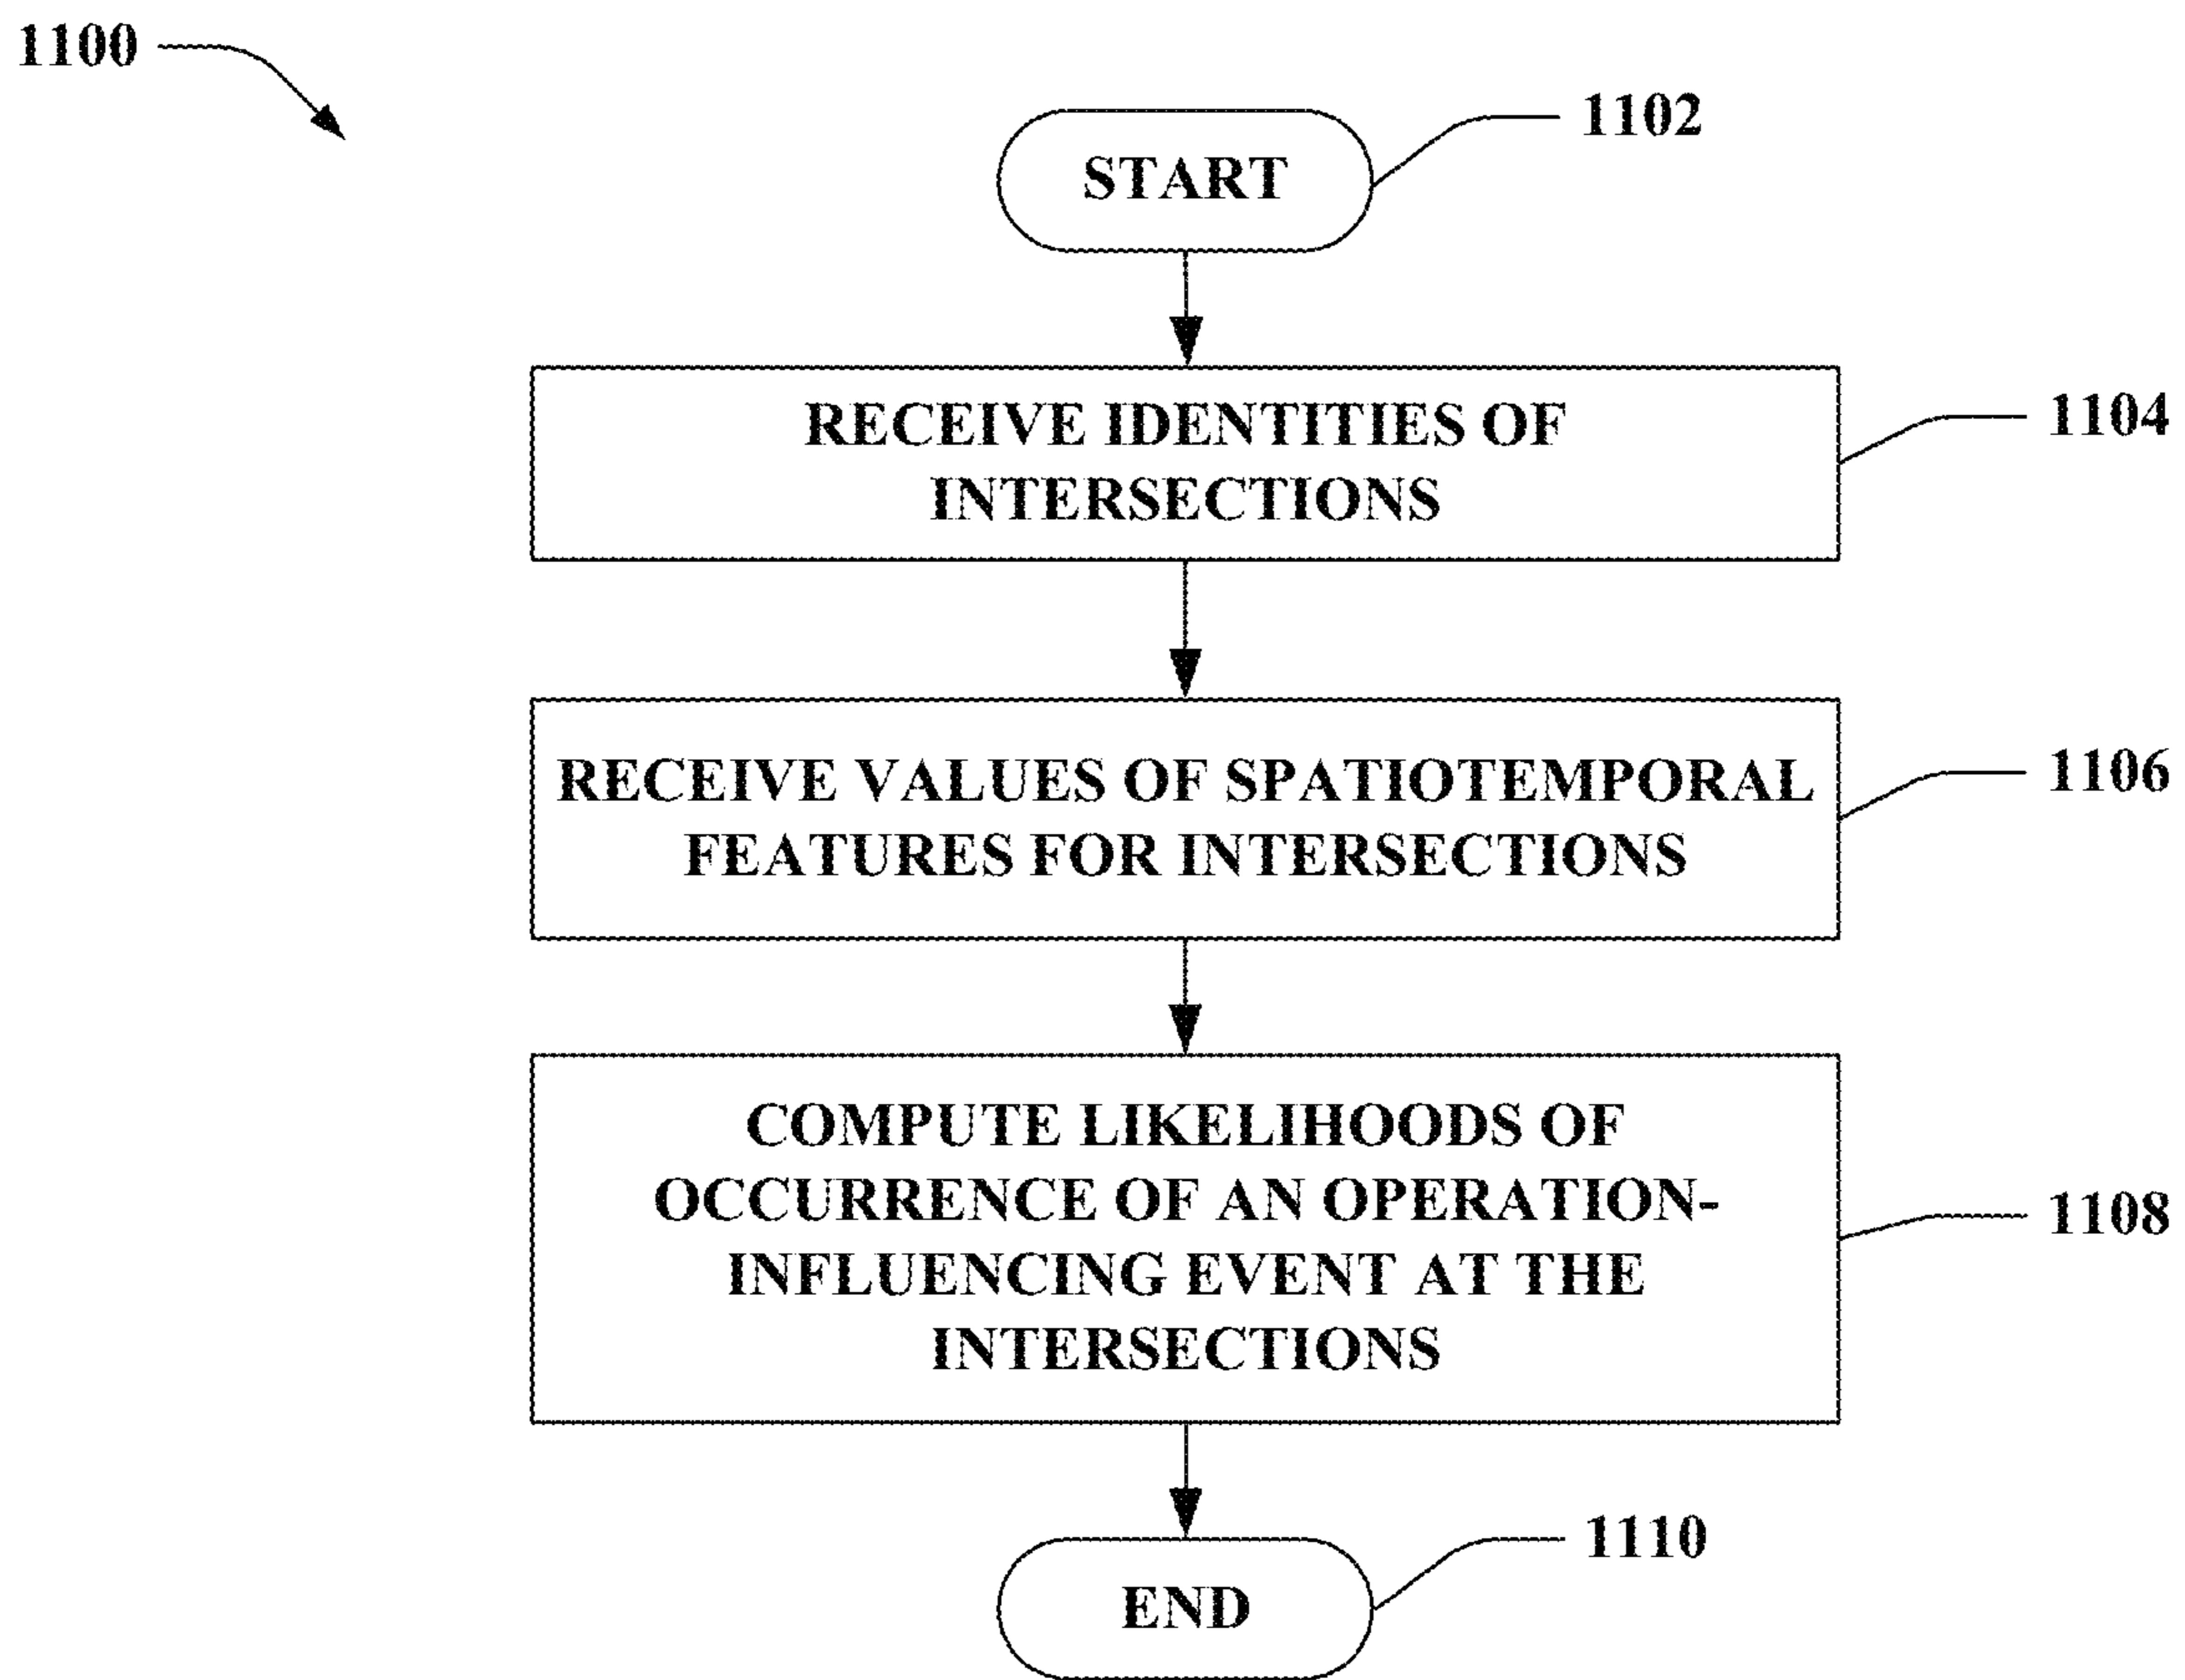 1100
START
1102
RECEIVE IDENTITIES OF
INTERSECTIONS
1104
RECEIVE VALUES OF SPATIOTEMPORAL
FEATURES FOR INTERSECTIONS
1106
COMPUTE LIKELIHOODS OF
OCCURRENCE OF AN OPERATION-
INFLUENCING EVENT AT THE
INTERSECTIONS
1108
END
1110